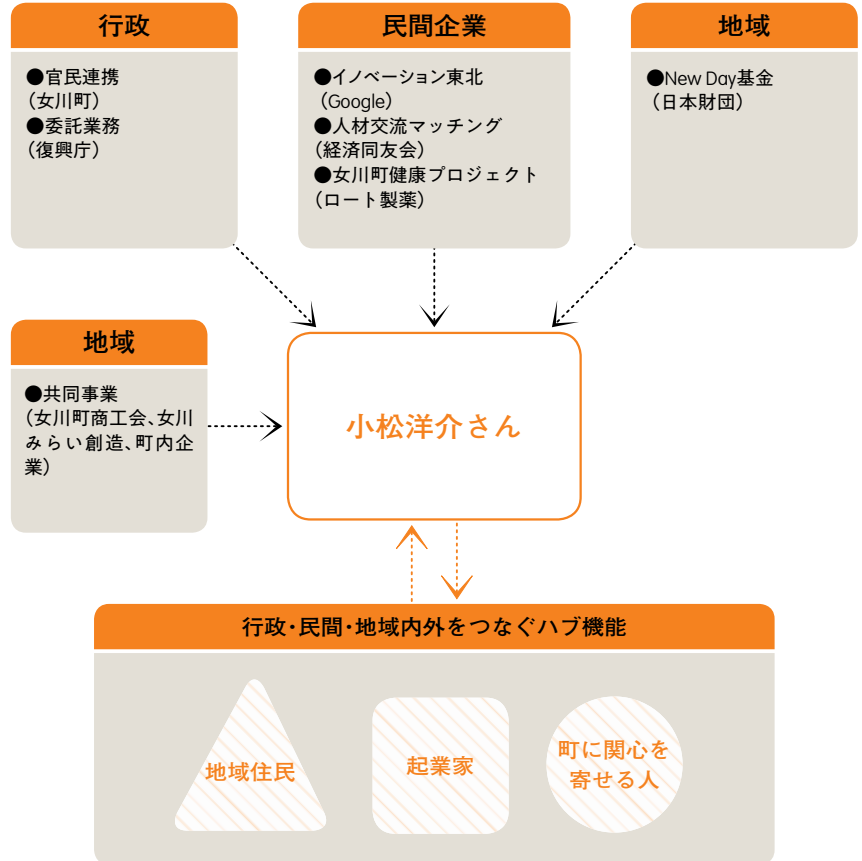 行政
●官民連携
(女川町)
●委託業務
(復興庁)
民間企業
●イノベーション東北
(Google)
●人材交流マッチング
(経済同友会)
●女川町健康プロジェクト
(ロート製薬)
地域
●New Day基金
(日本財団)
地域
●共同事業
(女川町商工会、女川
みらい創造、町内企
業)
小松洋介さん
行政・民間・地域内外をつなぐハブ機能
地域住民
起業家
町に関心を
寄せる人